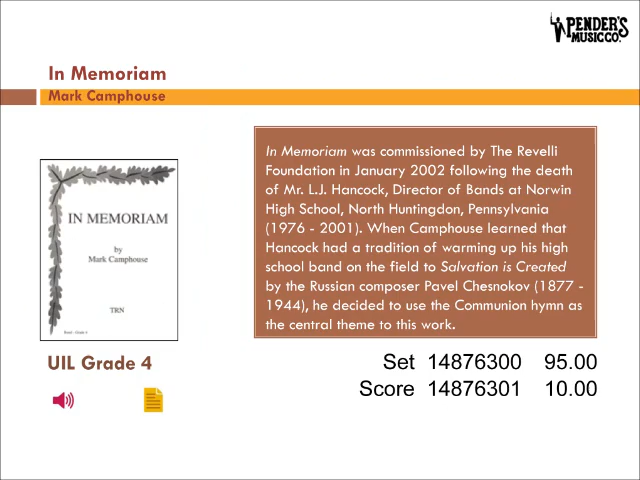 PENDER'S
MUSIC CO.
In Memoriam
Mark Camphouse
In Memoriam was commissioned by The Revelli
Foundation in January 2002 following the death
of Mr. L.J. Hancock, Director of Bands at Norwin
High School, North Huntingdon, Pennsylvania
(1976 - 2001). When Camphouse learned that
Hancock had a tradition of warming up his high
school band on the field to Salvation is Created
by the Russian composer Pavel Chesnokov (1877 -
1944), he decided to use the Communion hymn as
the central theme to this work.
IN MEMORIAM
by
Mark Camphouse
TRN
Band - Grade 4
UIL Grade 4
Set 14876300 95.00
Score 14876301 10.00